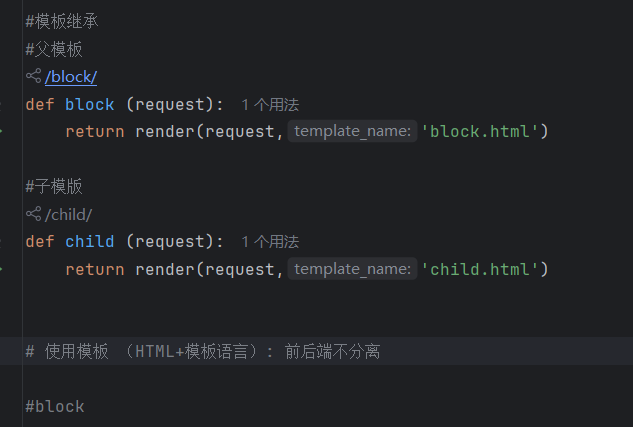 #模板继承
#父模板
/block/
def block (request): 1 个用法
return render(request, template_name: 'block.html')
#子模版
/child/
def child (request): 1 个用法
return render(request, template_name: 'child.html')
# 使用模板 （HTML+模板语言）: 前后端不分离
#block